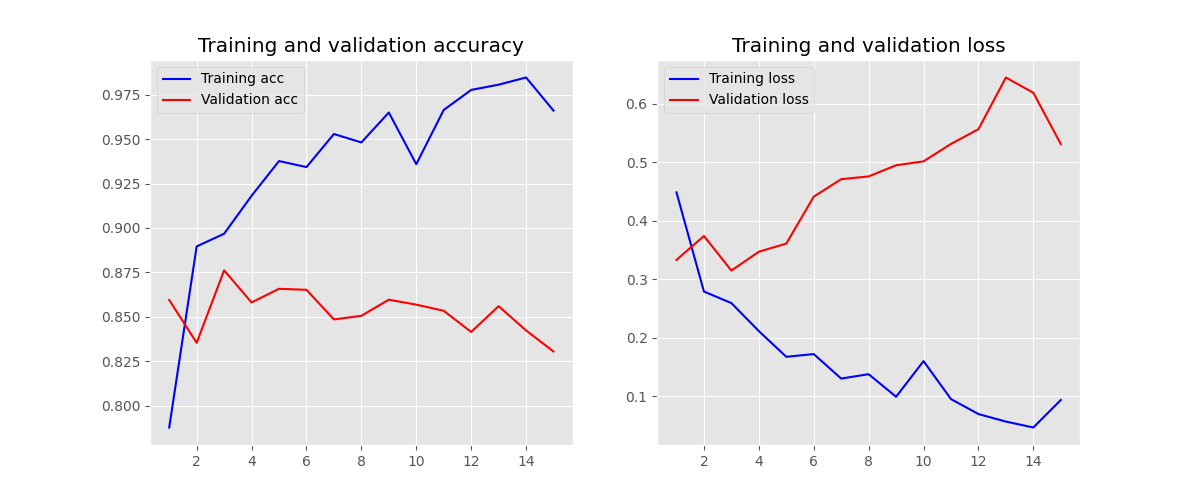 Training and validation accuracy
Training acc
Validation acc
0.975
0.950
0.925
0.900
0.875
0.850
0.825
0.800
2 4 6 8 10 12 14
Training and validation loss
Training loss
Validation loss
0.6
0.5
0.4
0.3
0.2
0.1
2 4 6 8 10 12 14